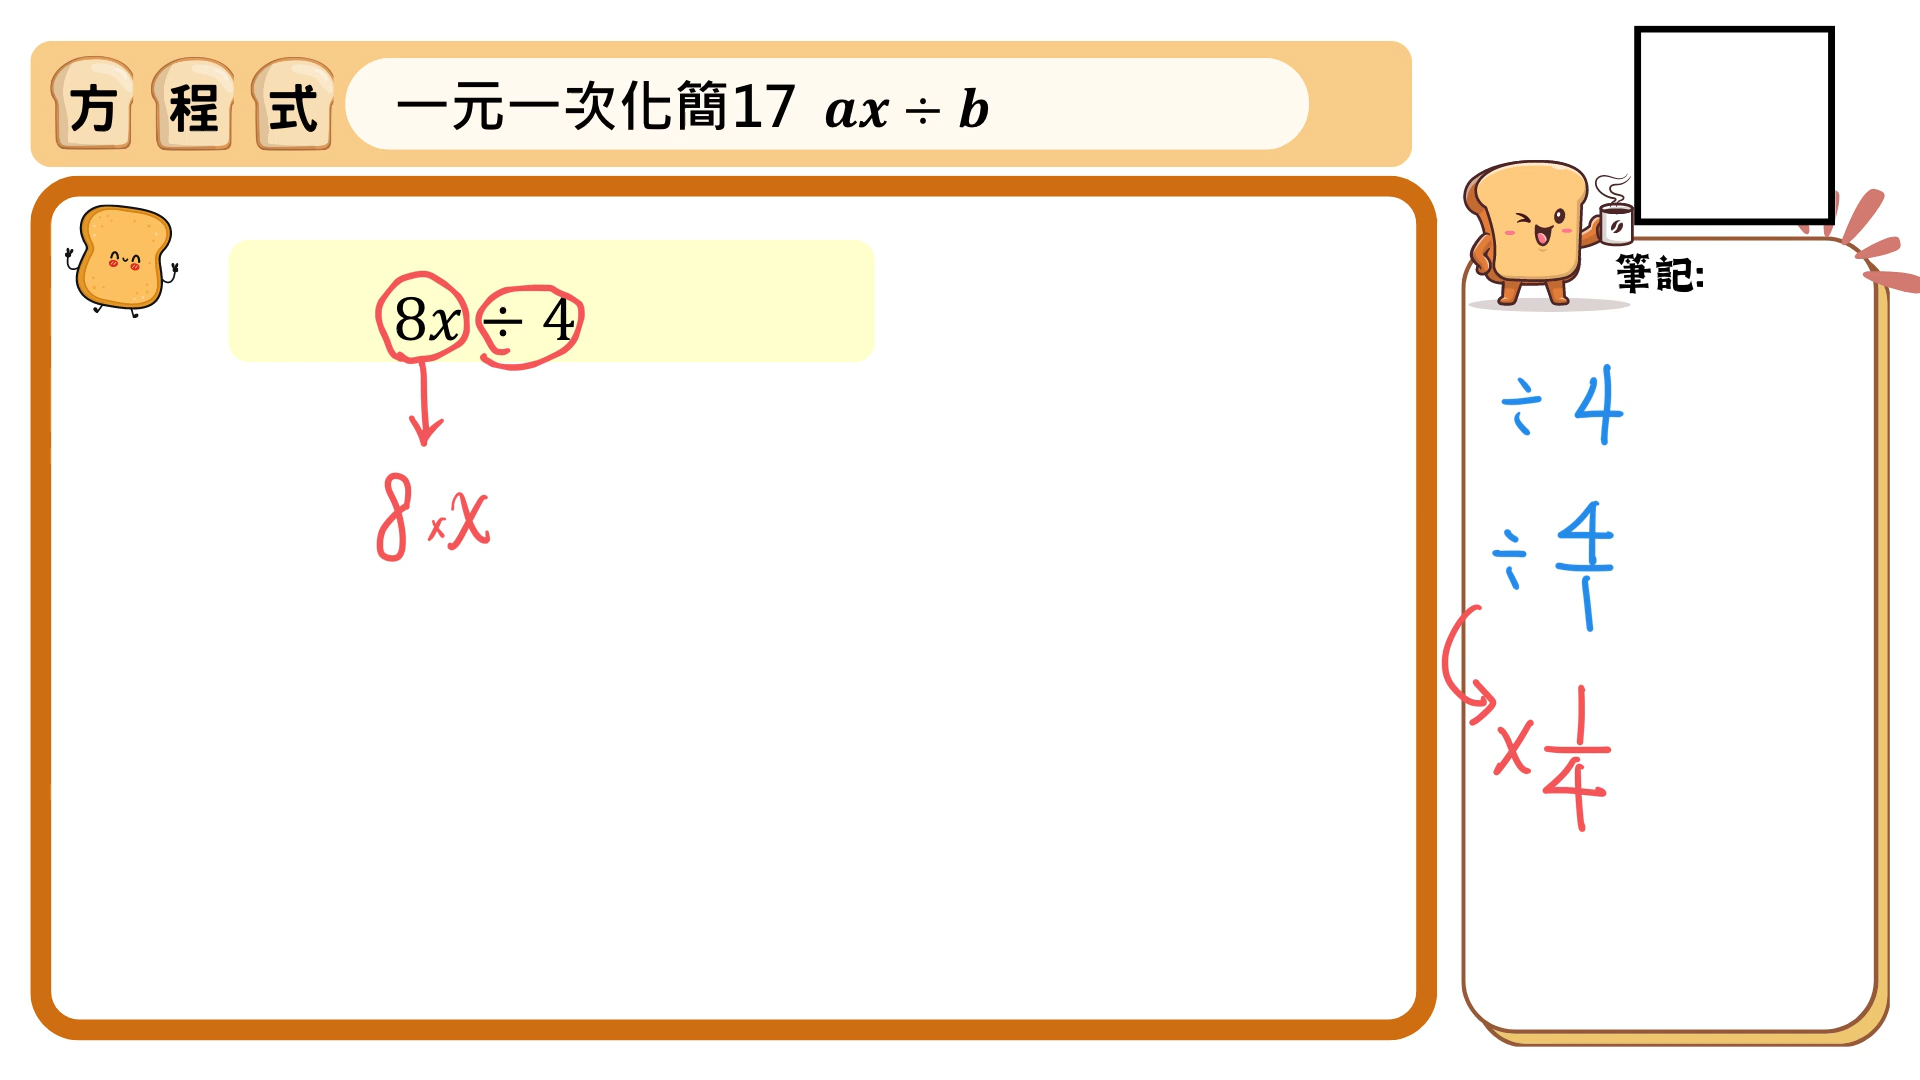 方程式 一元一次化簡17 ax ÷ b
8x ÷ 4
8 × x
筆記:
÷ 4
÷ 4/1
× 1/4